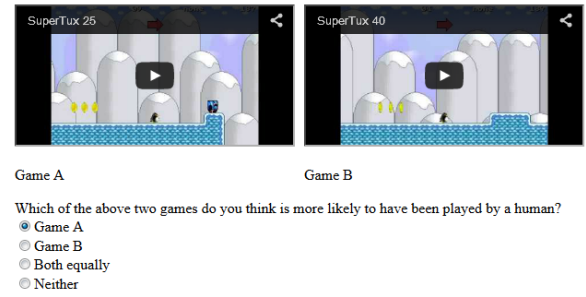 SuperTux 25
SuperTux 40
Game A
Game B
Which of the above two games do you think is more likely to have been played by a human?
Game A
Game B
Both equally
Neither